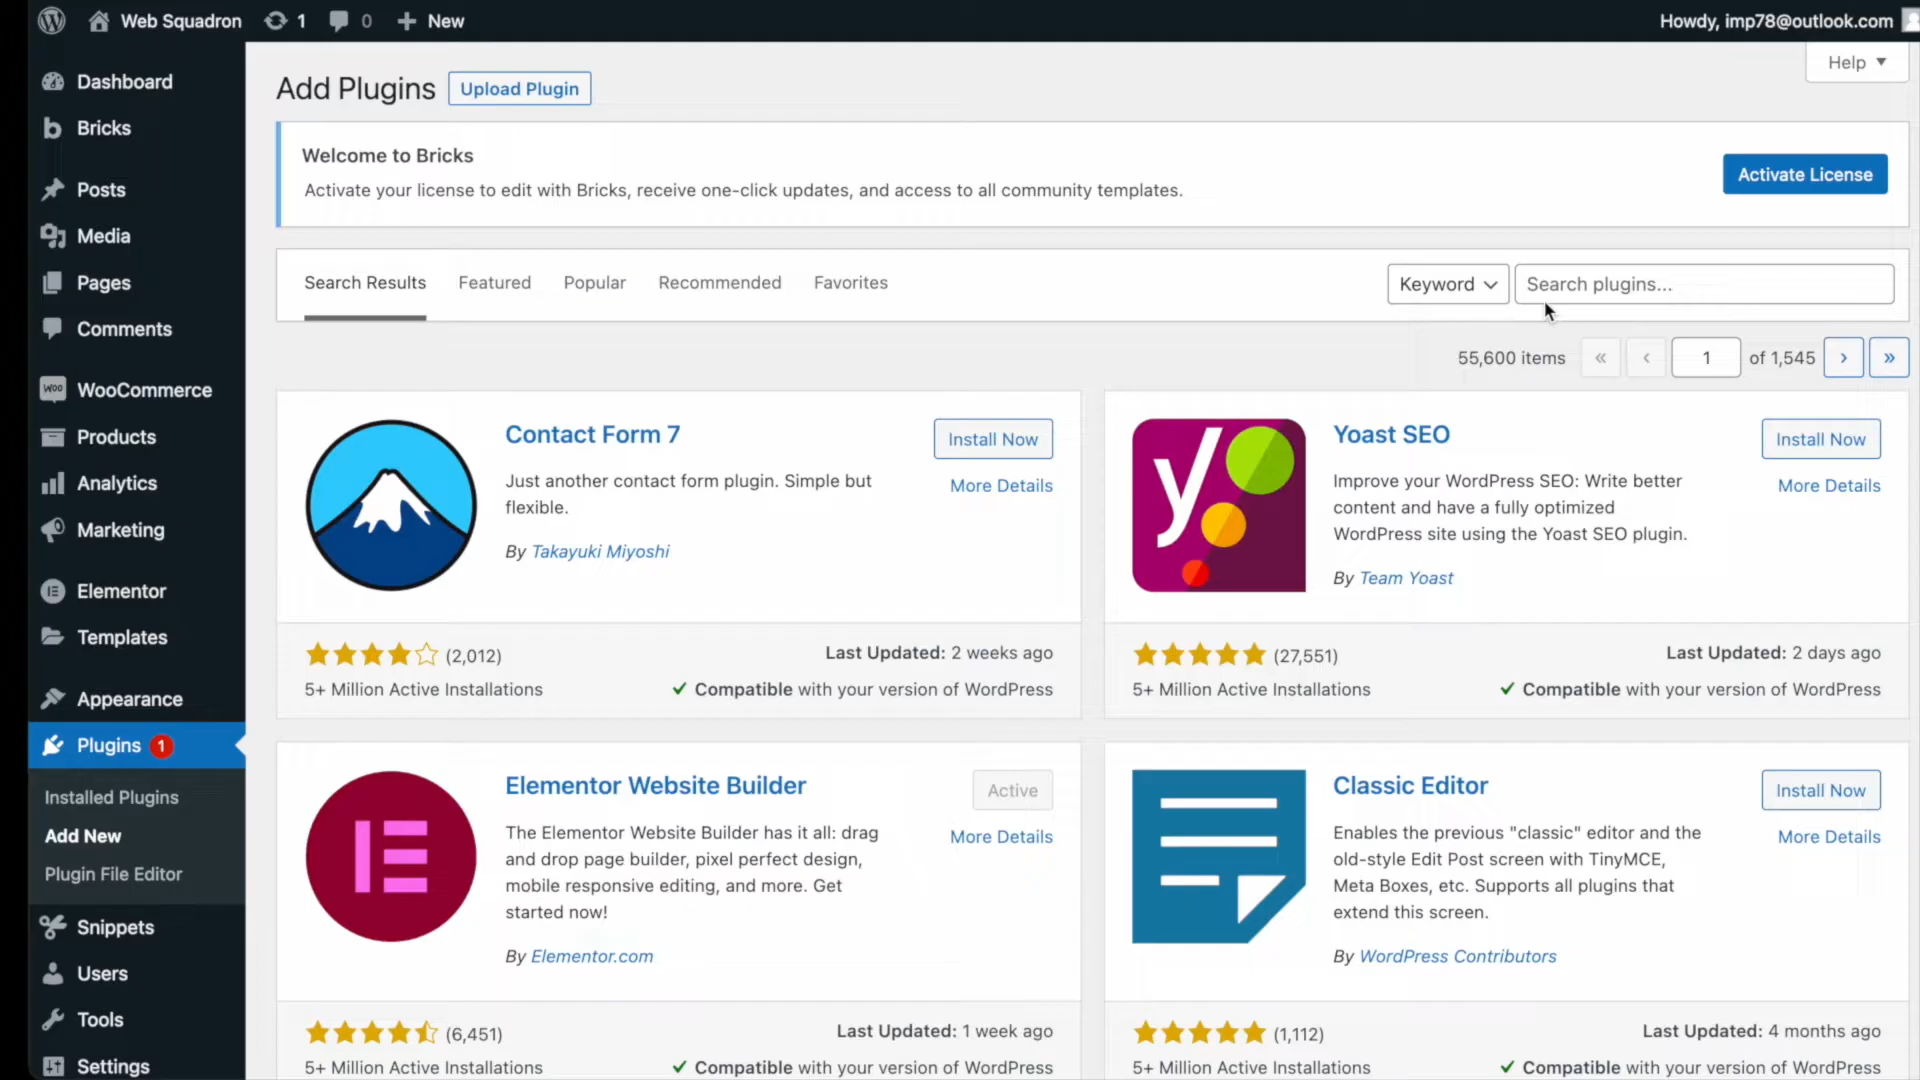 Web Squadron 1 0 New Howdy, imp78@outlook.com
Help
Dashboard
Bricks
Posts
Media
Pages
Comments
WOO WooCommerce
Products
Analytics
Marketing
Elementor
Templates
Appearance
Plugins 1
Installed Plugins
Add New
Plugin File Editor
Snippets
Users
Tools
Settings
Add Plugins Upload Plugin
Welcome to Bricks
Activate your license to edit with Bricks, receive one-click updates, and access to all community templates.
Activate License
Search Results Featured Popular Recommended Favorites Keyword Search plugins...
55,600 items « ‹ 1 of 1,545 › »
Contact Form 7
Install Now
More Details
Just another contact form plugin. Simple but
flexible.
By Takayuki Miyoshi
(2,012)
Last Updated: 2 weeks ago
5+ Million Active Installations
Compatible with your version of WordPress
y
Yoast SEO
Install Now
More Details
Improve your WordPress SEO: Write better
content and have a fully optimized
WordPress site using the Yoast SEO plugin.
By Team Yoast
(27,551)
Last Updated: 2 days ago
5+ Million Active Installations
Compatible with your version of WordPress
Elementor Website Builder
Active
More Details
The Elementor Website Builder has it all: drag
and drop page builder, pixel perfect design,
mobile responsive editing, and more. Get
started now!
By Elementor.com
(6,451)
Last Updated: 1 week ago
5+ Million Active Installations
Compatible with your version of WordPress
Classic Editor
Install Now
More Details
Enables the previous "classic" editor and the
old-style Edit Post screen with TinyMCE,
Meta Boxes, etc. Supports all plugins that
extend this screen.
By WordPress Contributors
(1,112)
Last Updated: 4 months ago
5+ Million Active Installations
Compatible with your version of WordPress